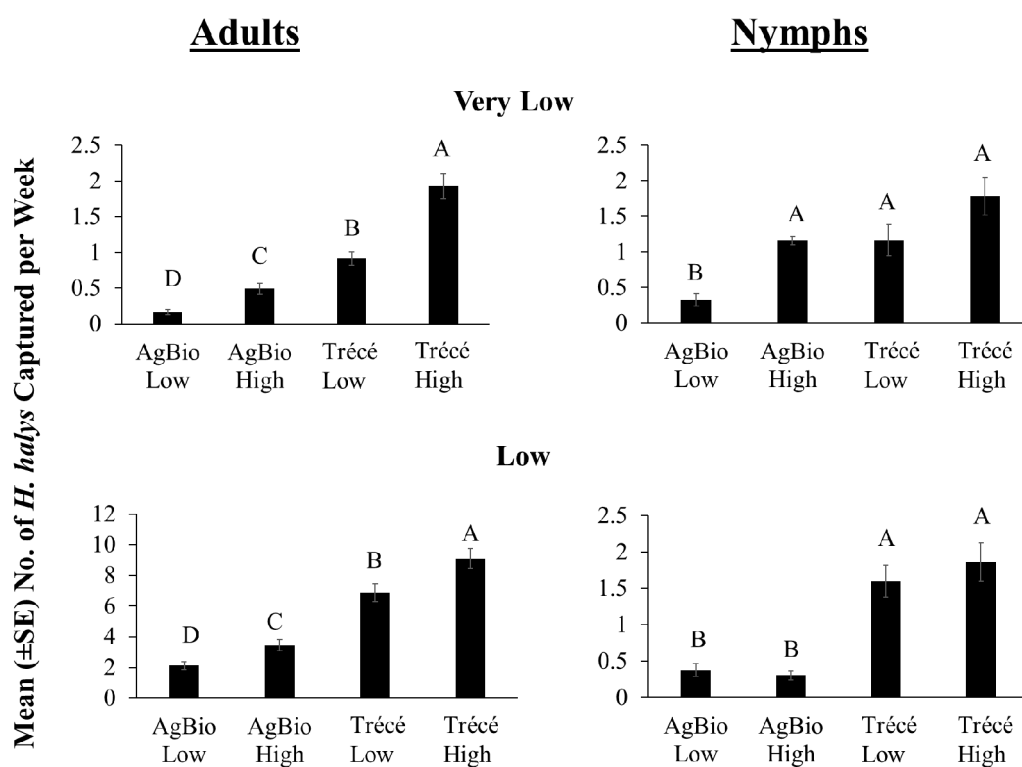 Adults
Nymphs
Very Low
Mean (±SE) No. of H. halys Captured per Week
2.5
2
1.5
1
0.5
0
D
C
B
A
AgBio Low
AgBio High
Trécé Low
Trécé High
2.5
2
1.5
1
0.5
0
B
A
A
A
AgBio Low
AgBio High
Trécé Low
Trécé High
Low
12
10
8
6
4
2
0
D
C
B
A
AgBio Low
AgBio High
Trécé Low
Trécé High
2.5
2
1.5
1
0.5
0
B
B
A
A
AgBio Low
AgBio High
Trécé Low
Trécé High